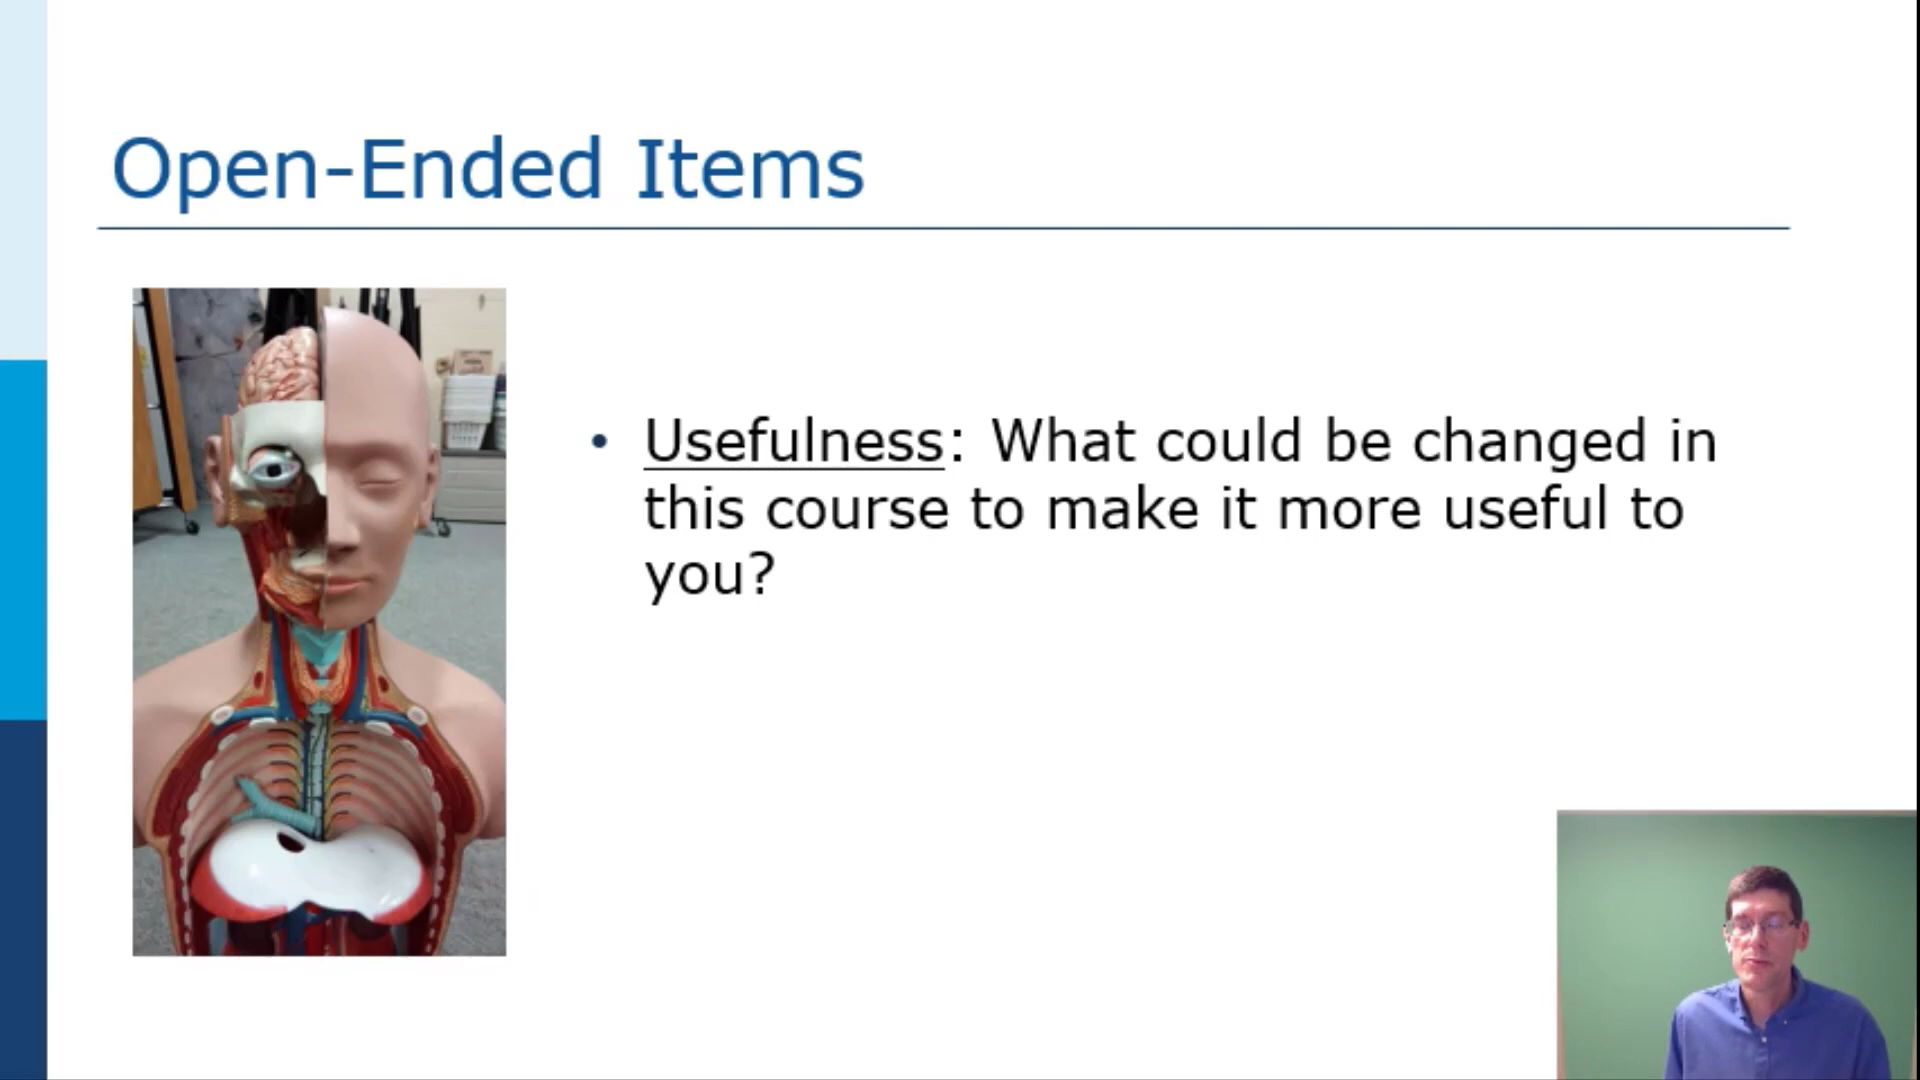 Open-Ended Items
• Usefulness: What could be changed in
this course to make it more useful to
you?